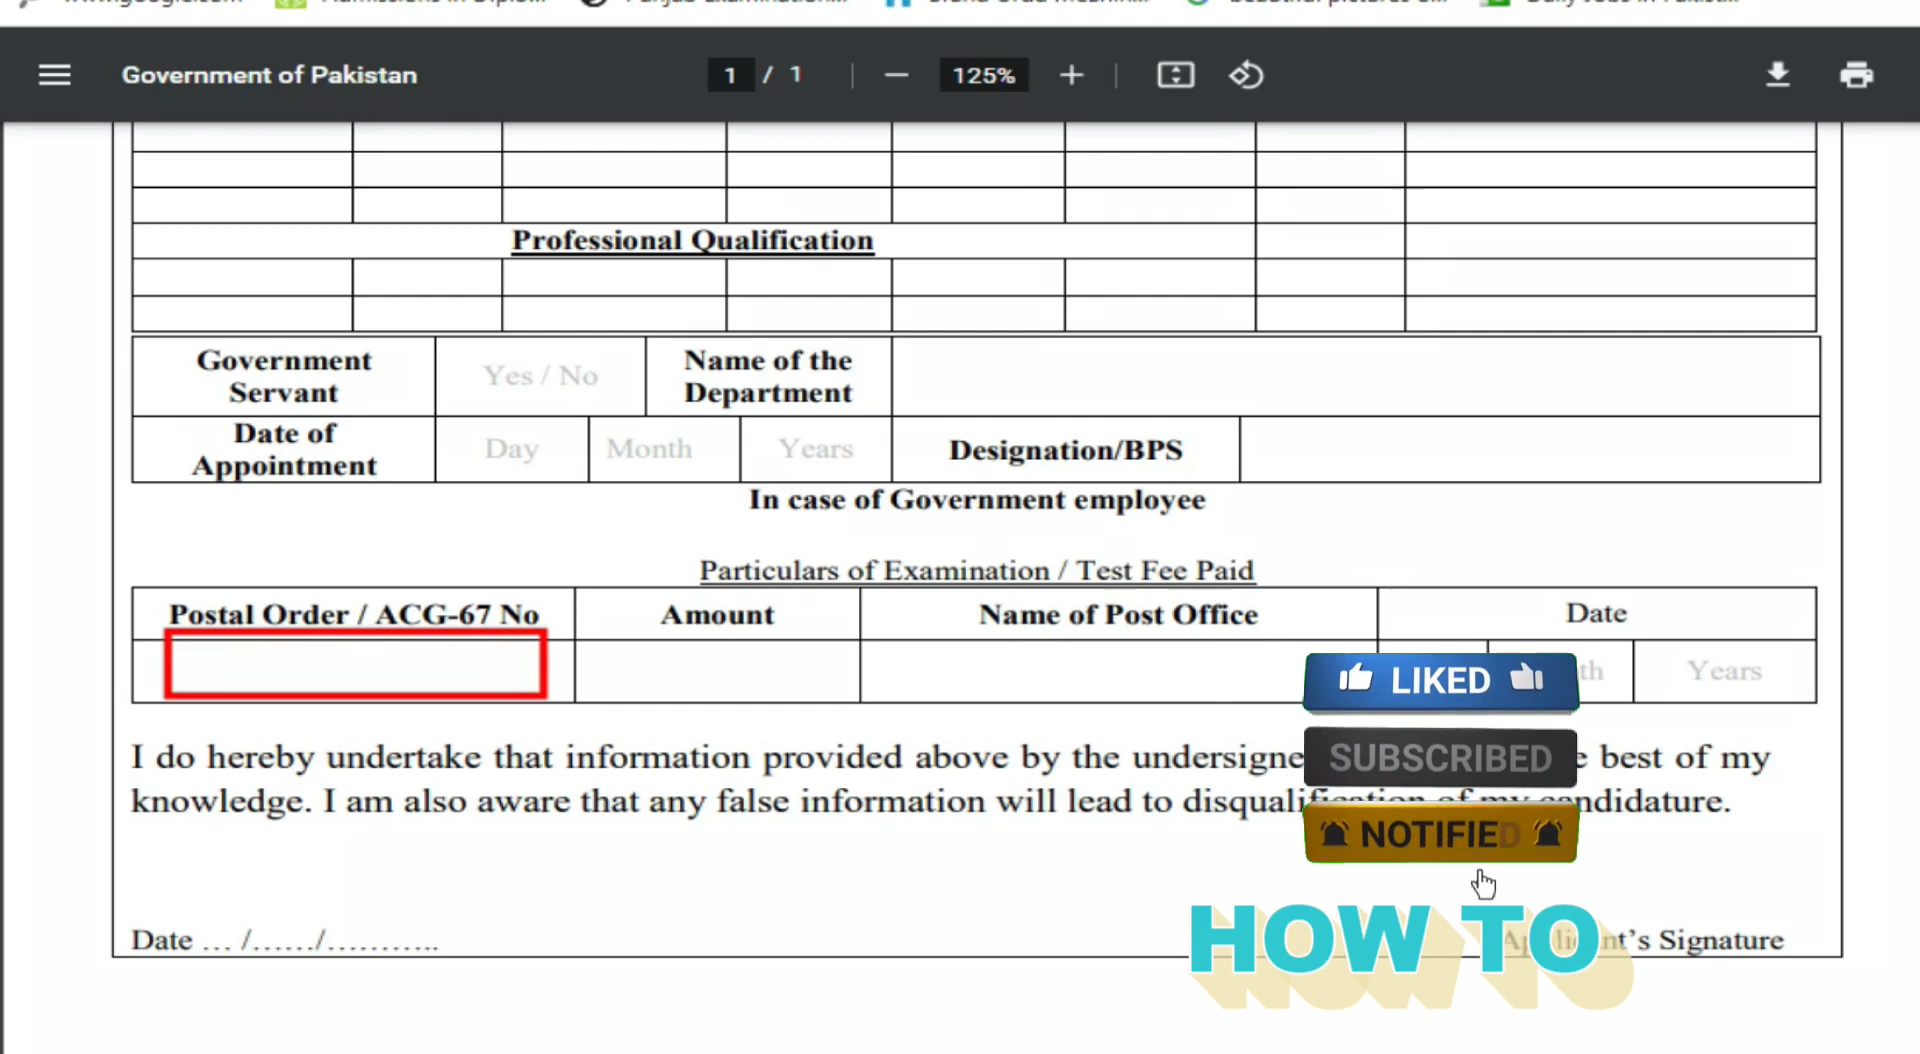 Government of Pakistan
1 / 1
125%
Professional Qualification
Government Servant
Yes / No
Name of the Department
Date of Appointment
Day
Month
Years
Designation/BPS
In case of Government employee
Particulars of Examination / Test Fee Paid
Postal Order / ACG-67 No
Amount
Name of Post Office
Date
th
Years
LIKED
SUBSCRIBED
NOTIFIED
I do hereby undertake that information provided above by the undersigne e best of my
knowledge. I am also aware that any false information will lead to disqualification of my candidature.
Date ... /....../...........
Applicant’s Signature
HOW TO